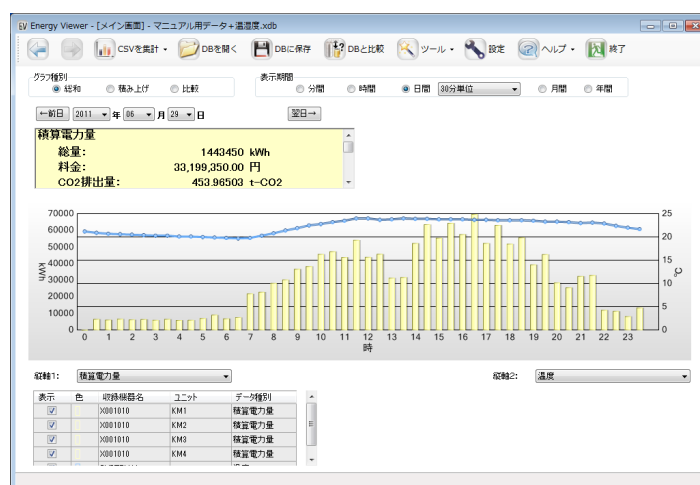 EV Energy Viewer - [メイン画面] - マニュアル用データ+温湿度.xdb
CSVを集計 DBを開く DBに保存 DBと比較 ツール 設定 ヘルプ 終了
グラフ種別 表示期間
総和 積み上げ 比較 分間 時間 日間 30分単位 月間 年間
←前日 2011 年 06 月 29 日 翌日→
積算電力量
総量: 1443450 kWh
料金: 33,199,350.00 円
CO2排出量: 453.96503 t-CO2
70000 25
60000
50000 20
40000 15
30000
20000 10
10000 5
0 0
kWh ℃
0 1 2 3 4 5 6 7 8 9 10 11 12 13 14 15 16 17 18 19 20 21 22 23
時
縦軸1: 積算電力量 縦軸2: 温度
表示 色 収録機器名 ユニット データ種別
X001010 KM1 積算電力量
X001010 KM2 積算電力量
X001010 KM3 積算電力量
X001010 KM4 積算電力量